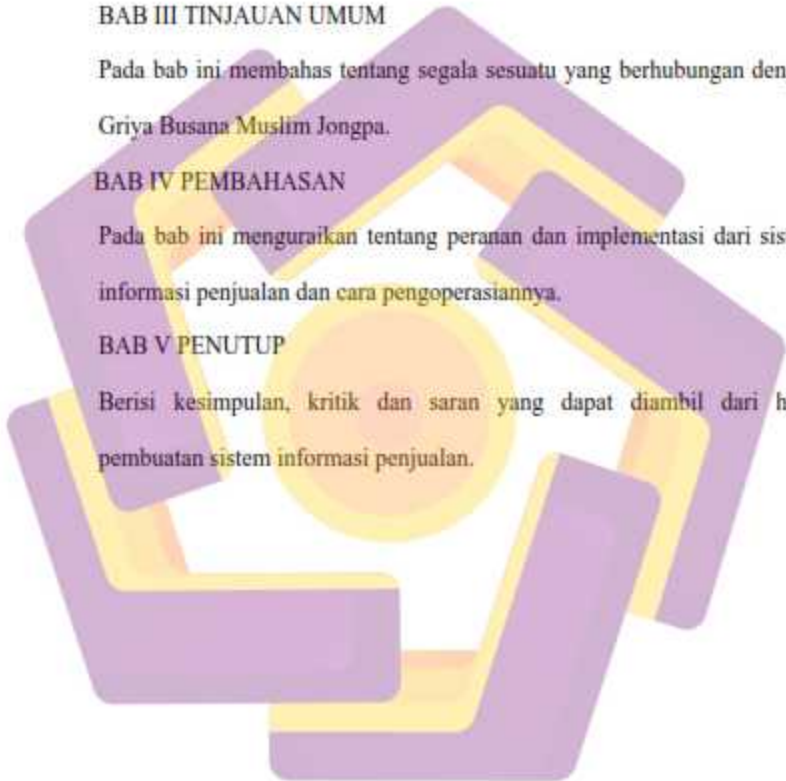 BAB III TINJAUAN UMUM
Pada bab ini membahas tentang segala sesuatu yang berhubungan den
Griya Busana Muslim Jongpa.
BAB IV PEMBAHASAN
Pada bab ini menguraikan tentang peranan dan implementasi dari sis
informasi penjualan dan cara pengoperasiannya.
BAB V PENUTUP
Berisi kesimpulan, kritik dan saran yang dapat diambil dari h
pembuatan sistem informasi penjualan.